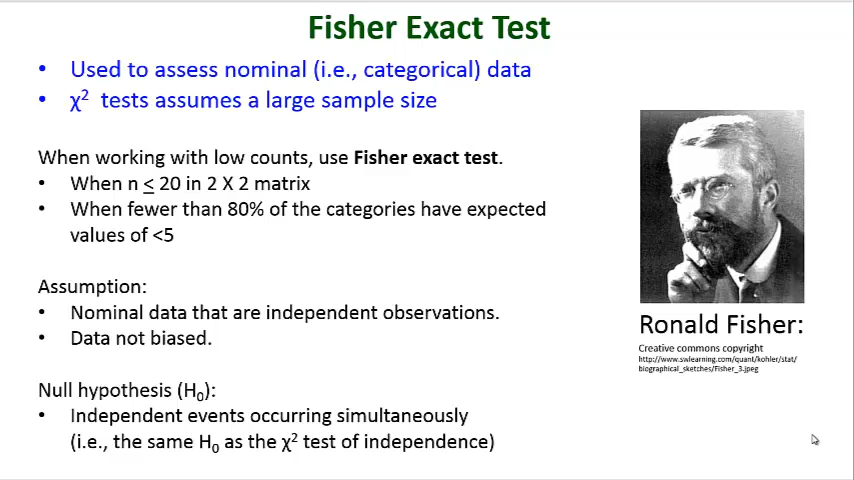 Fisher Exact Test
• Used to assess nominal (i.e., categorical) data
• χ² tests assumes a large sample size
When working with low counts, use Fisher exact test.
• When n ≤ 20 in 2 X 2 matrix
• When fewer than 80% of the categories have expected
values of <5
Assumption:
• Nominal data that are independent observations.
• Data not biased.
Null hypothesis (H₀):
• Independent events occurring simultaneously
(i.e., the same H₀ as the χ² test of independence)
Ronald Fisher:
Creative commons copyright
http://www.swlearning.com/quant/kohler/stat/
biographical_sketches/Fisher_3.jpeg